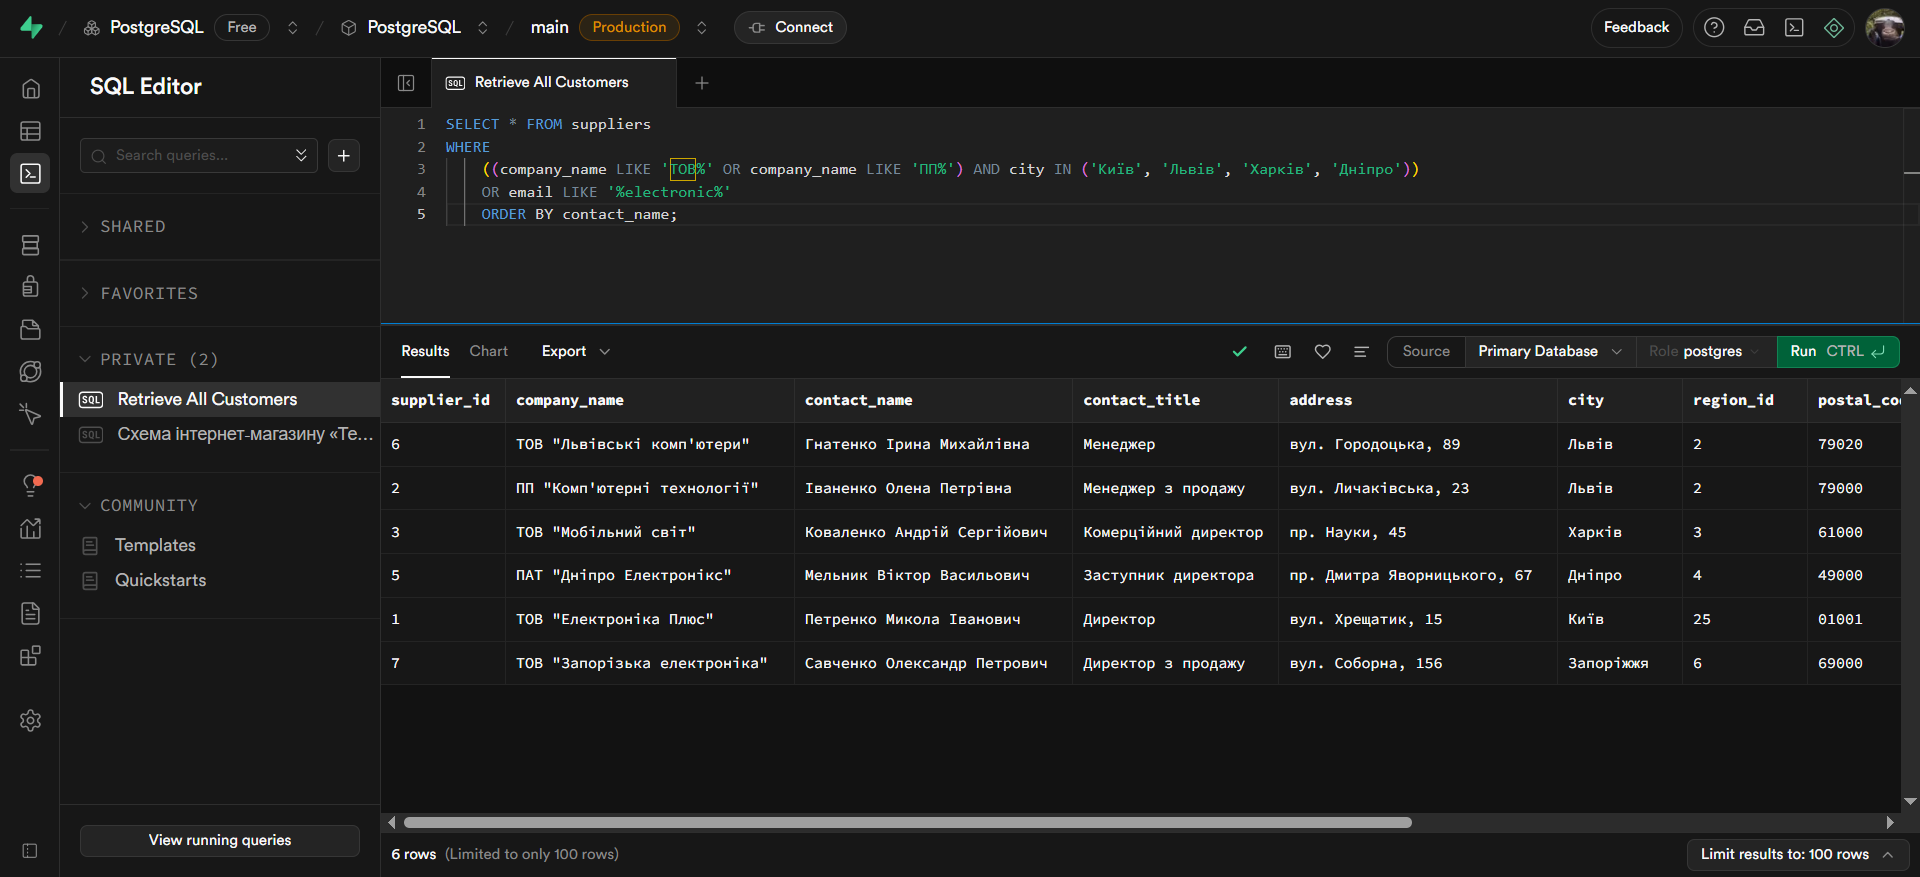 PostgreSQL Free / PostgreSQL / main Production Connect Feedback
SQL Editor
SQL Retrieve All Customers
Search queries...
SHARED
FAVORITES
PRIVATE (2)
SQL Retrieve All Customers
SQL Схема інтернет-магазину «Те...
COMMUNITY
Templates
Quickstarts
View running queries
1 SELECT * FROM suppliers
2 WHERE
3 ((company_name LIKE 'ТОВ%' OR company_name LIKE 'ПП%') AND city IN ('Київ', 'Львів', 'Харків', 'Дніпро'))
4 OR email LIKE '%electronic%'
5 ORDER BY contact_name;
Results Chart Export Source Primary Database Role postgres Run CTRL
supplier_id company_name contact_name contact_title address city region_id postal_co
6 ТОВ "Львівські комп'ютери" Гнатенко Ірина Михайлівна Менеджер вул. Городоцька, 89 Львів 2 79020
2 ПП "Комп'ютерні технології" Іваненко Олена Петрівна Менеджер з продажу вул. Личаківська, 23 Львів 2 79000
3 ТОВ "Мобільний світ" Коваленко Андрій Сергійович Комерційний директор пр. Науки, 45 Харків 3 61000
5 ПАТ "Дніпро Електронікс" Мельник Віктор Васильович Заступник директора пр. Дмитра Яворницького, 67 Дніпро 4 49000
1 ТОВ "Електроніка Плюс" Петренко Микола Іванович Директор вул. Хрещатик, 15 Київ 25 01001
7 ТОВ "Запорізька електроніка" Савченко Олександр Петрович Директор з продажу вул. Соборна, 156 Запоріжжя 6 69000
6 rows (Limited to only 100 rows) Limit results to: 100 rows